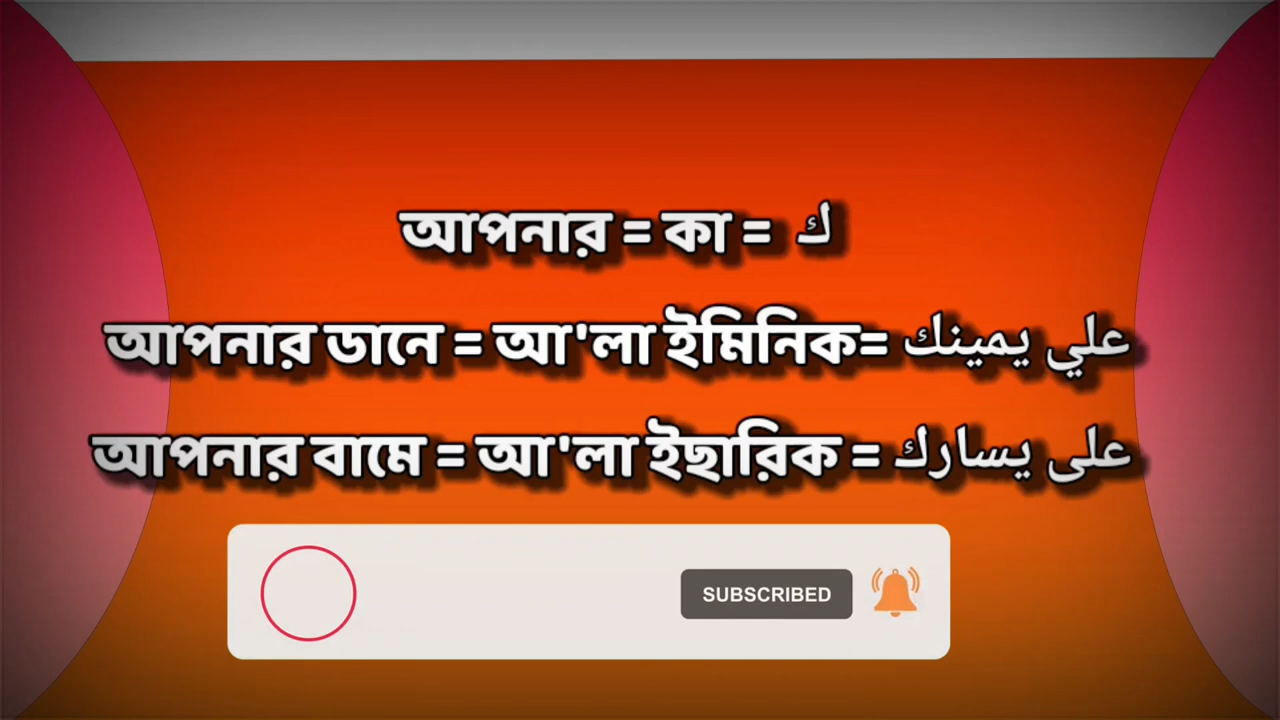 আপনার = কা = ك
আপনার ডানে = আ'লা ইমিনিক= علي يمينك
আপনার বামে = আ'লা ইছারিক = على يسارك
SUBSCRIBED